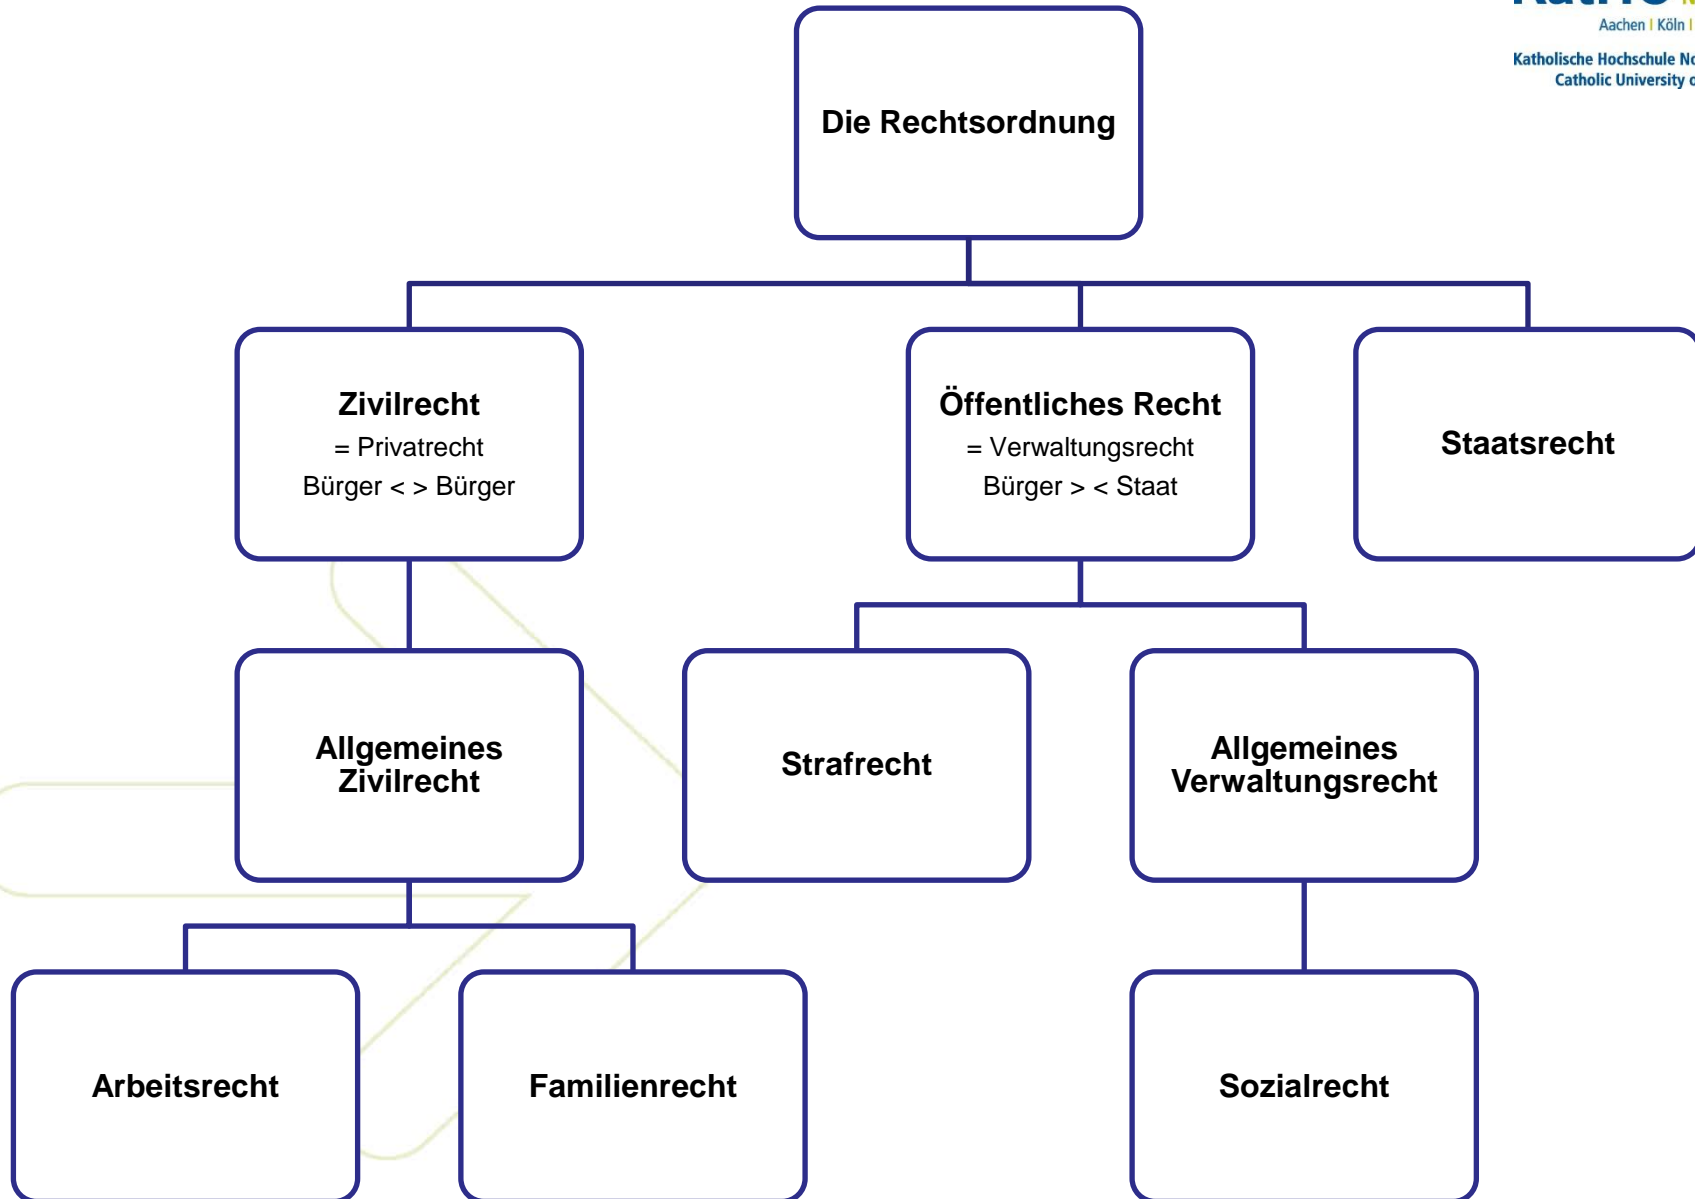 Aachen | Köln |
Katholische Hochschule
Catholic University
Die Rechtsordnung
Zivilrecht
= Privatrecht
Bürger < > Bürger
Öffentliches Recht
= Verwaltungsrecht
Bürger > < Staat
Staatsrecht
Allgemeines
Zivilrecht
Strafrecht
Allgemeines
Verwaltungsrecht
Arbeitsrecht
Familienrecht
Sozialrecht